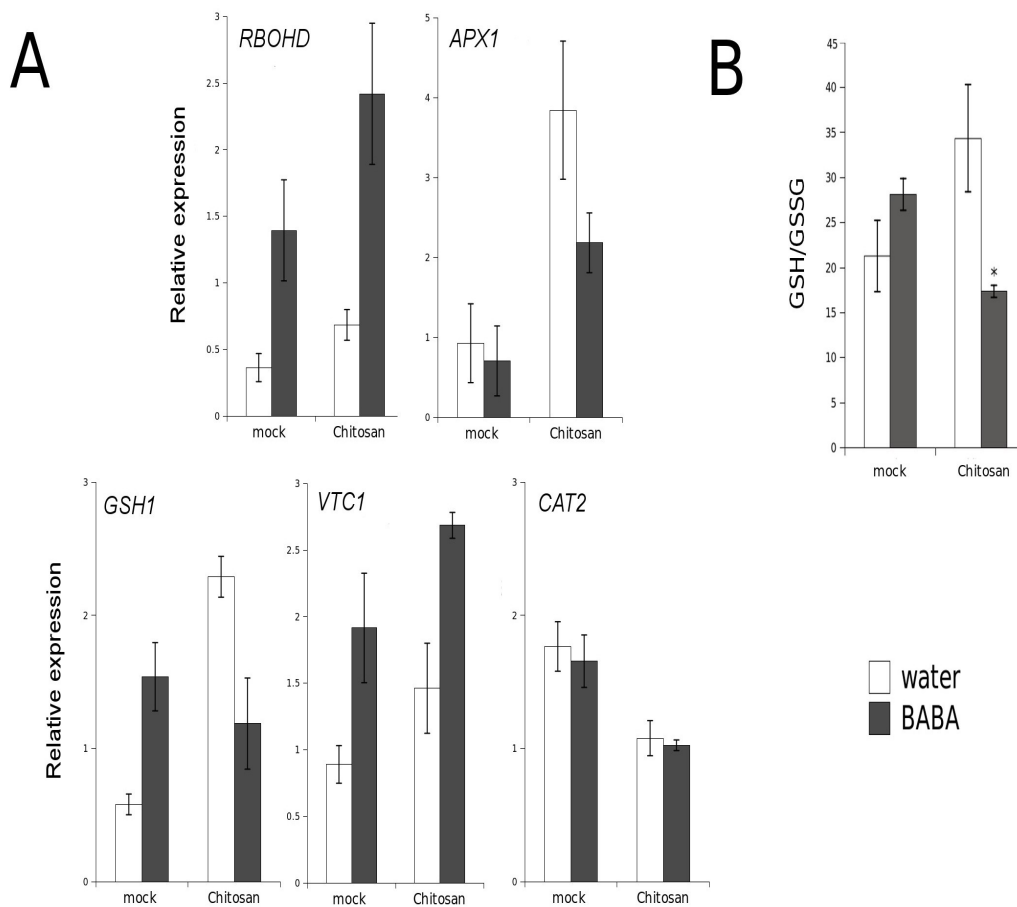 A
B
RBOHD
APX1
Relative expression
3
2.5
2
1.5
1
0.5
0
mock
Chitosan
5
4
3
2
1
0
mock
Chitosan
GSH/GSSG
45
40
35
30
25
20
15
10
5
0
*
mock
Chitosan
GSH1
VTC1
CAT2
Relative expression
3
2
1
0
mock
Chitosan
3
2.5
2
1.5
1
0.5
0
mock
Chitosan
3
2
1
0
mock
Chitosan
water
BABA